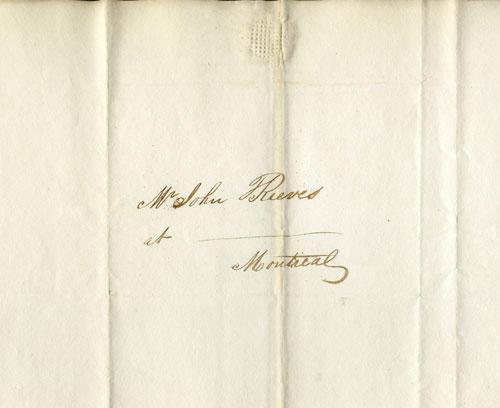 Mr John Reeves
at
Montreal